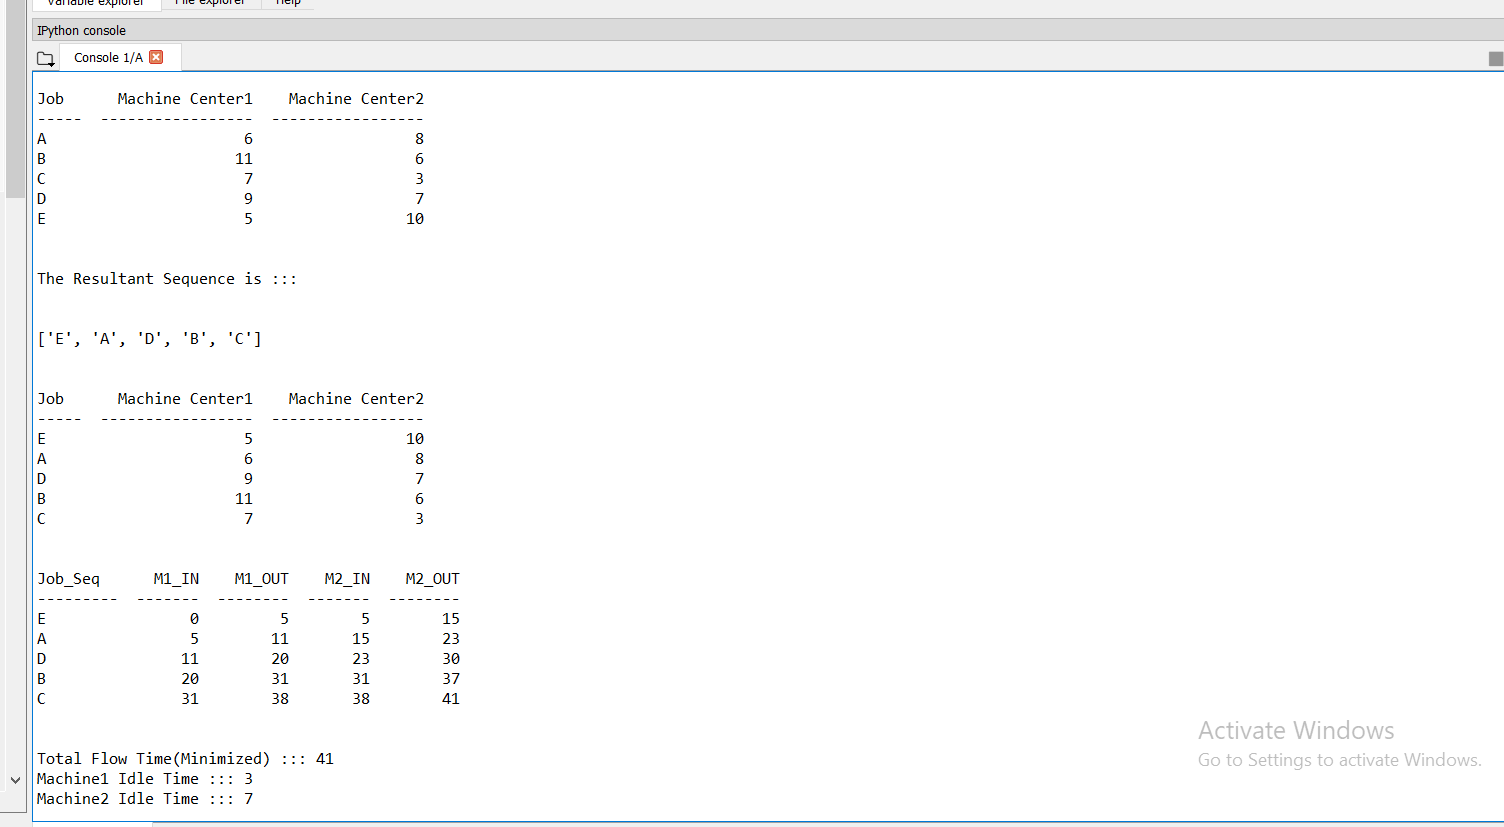 Variable explorer File explorer Help
IPython console
Console 1/A
Job Machine Center1 Machine Center2
----- ----------------- -----------------
A 6 8
B 11 6
C 7 3
D 9 7
E 5 10
The Resultant Sequence is :::
['E', 'A', 'D', 'B', 'C']
Job Machine Center1 Machine Center2
----- ----------------- -----------------
E 5 10
A 6 8
D 9 7
B 11 6
C 7 3
Job_Seq M1_IN M1_OUT M2_IN M2_OUT
--------- ------- -------- ------- --------
E 0 5 5 15
A 5 11 15 23
D 11 20 23 30
B 20 31 31 37
C 31 38 38 41
Total Flow Time(Minimized) ::: 41
Machine1 Idle Time ::: 3
Machine2 Idle Time ::: 7
Activate Windows
Go to Settings to activate Windows.